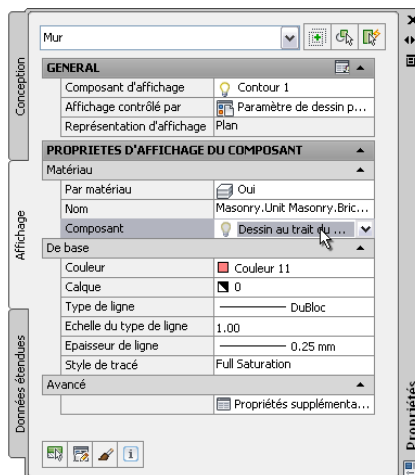 Mur
Conception
Affichage
Données étendues
GENERAL
Composant d'affichage Contour 1
Affichage contrôlé par Paramètre de dessin p...
Représentation d'affichage Plan
PROPRIETES D'AFFICHAGE DU COMPOSANT
Matériau
Par matériau Oui
Nom Masonry.Unit Masonry.Bric...
Composant Dessin au trait du ...
De base
Couleur Couleur 11
Calque 0
Type de ligne DuBloc
Echelle du type de ligne 1.00
Epaisseur de ligne 0.25 mm
Style de tracé Full Saturation
Avancé
Propriétés supplémenta...
Propriétés